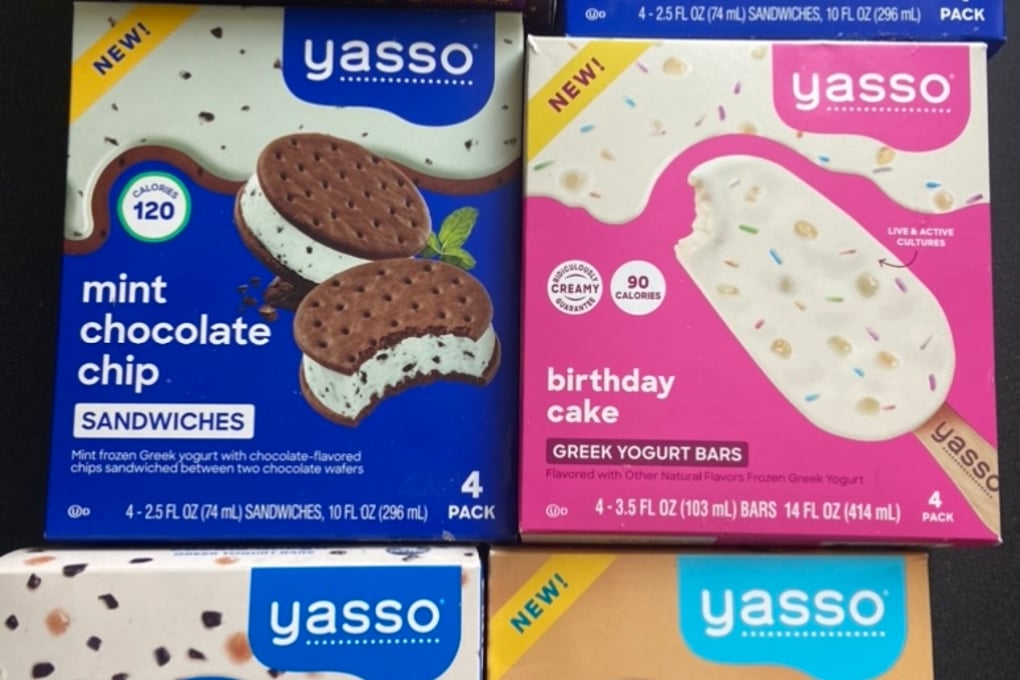 4 - 2.5 FL OZ (74 mL) SANDWICHES, 10 FL OZ (296 mL)
PACK
NEW!
yasso
CALORIES
120
mint
chocolate
chip
SANDWICHES
Mint frozen Greek yogurt with chocolate-flavored
chips sandwiched between two chocolate wafers
4 - 2.5 FL OZ (74 mL) SANDWICHES, 10 FL OZ (296 mL)
4
PACK
NEW!
yasso
LIVE & ACTIVE
CULTURES
RIDICULOUSLY
CREAMY
GUARANTEE
90
CALORIES
birthday
cake
GREEK YOGURT BARS
Flavored with Other Natural Flavors Frozen Greek Yogurt
4 - 3.5 FL OZ (103 mL) BARS 14 FL OZ (414 mL)
4
PACK
yasso
GREEK YOGURT BARS
yasso
NEW!
yasso